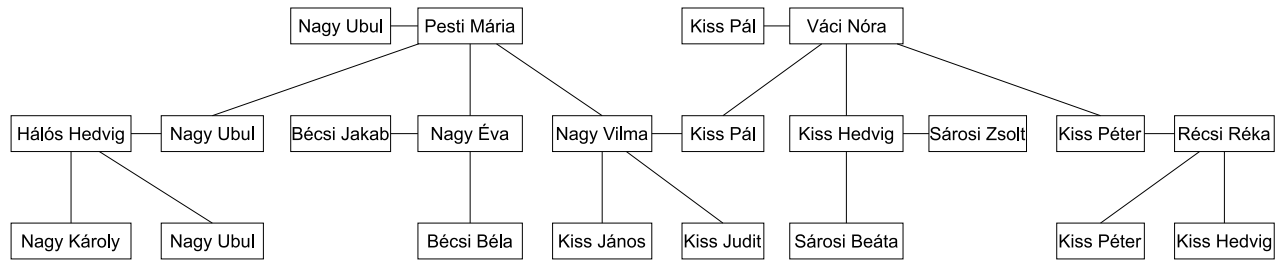 Nagy Ubul
Pesti Mária
Kiss Pál
Váci Nóra
Hálós Hedvig
Nagy Ubul
Bécsi Jakab
Nagy Éva
Nagy Vilma
Kiss Pál
Kiss Hedvig
Sárosi Zsolt
Kiss Péter
Récsi Réka
Nagy Károly
Nagy Ubul
Bécsi Béla
Kiss János
Kiss Judit
Sárosi Beáta
Kiss Péter
Kiss Hedvig